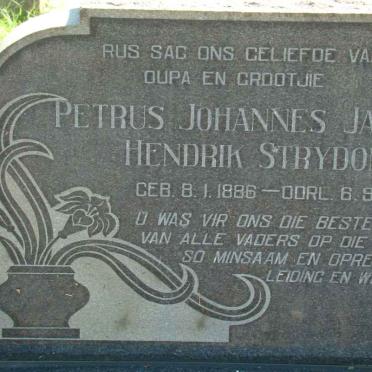 RUS SAG ONS GELIEFDE VA
OUPA EN GROOTJIE
PETRUS JOHANNES JA
HENDRIK STRYDO
GEB. 8.1.1886 — OORL. 6.9
U WAS VIR ONS DIE BESTE
VAN ALLE VADERS OP DIE
SO MINSAAM EN OPRE
LEIDING EN W